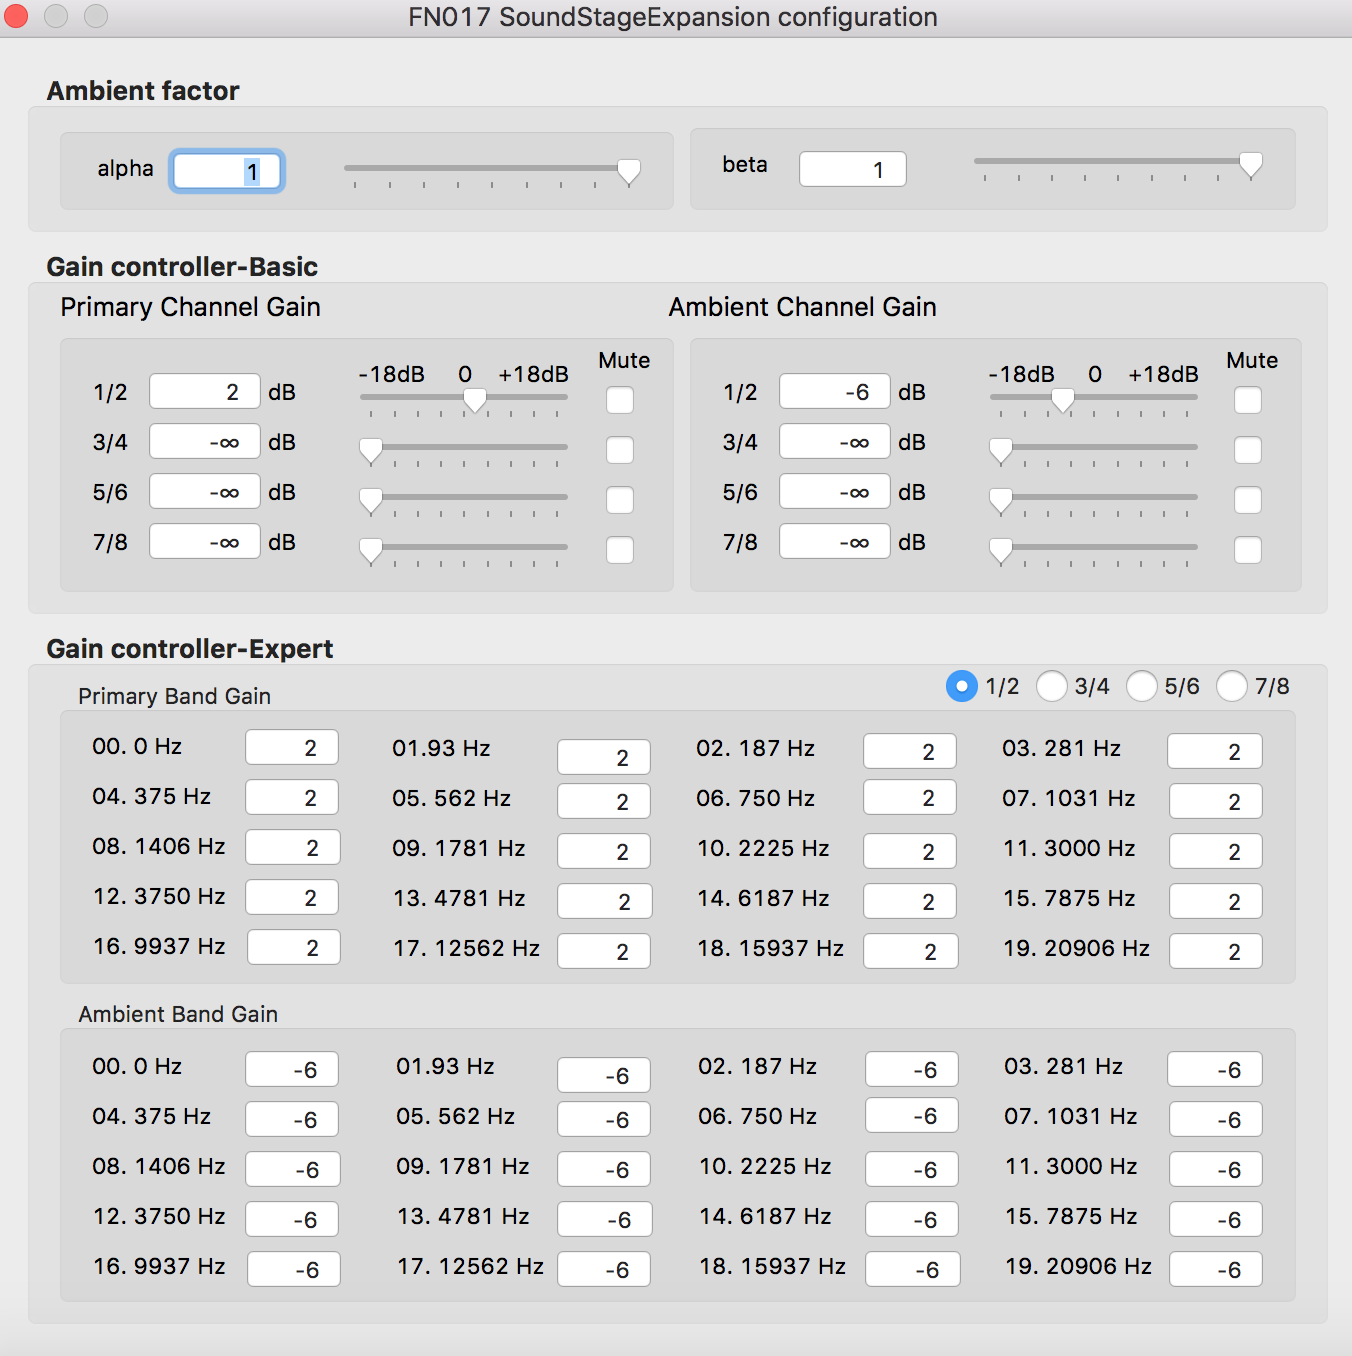 FN017 SoundStageExpansion configuration
Ambient factor
alpha 1
beta 1
Gain controller-Basic
Primary Channel Gain
-18dB 0 +18dB Mute
1/2 2 dB
3/4 -∞ dB
5/6 -∞ dB
7/8 -∞ dB
Ambient Channel Gain
-18dB 0 +18dB Mute
1/2 -6 dB
3/4 -∞ dB
5/6 -∞ dB
7/8 -∞ dB
Gain controller-Expert
1/2 3/4 5/6 7/8
Primary Band Gain
00. 0 Hz 2 01.93 Hz 2 02. 187 Hz 2 03. 281 Hz 2
04. 375 Hz 2 05. 562 Hz 2 06. 750 Hz 2 07. 1031 Hz 2
08. 1406 Hz 2 09. 1781 Hz 2 10. 2225 Hz 2 11. 3000 Hz 2
12. 3750 Hz 2 13. 4781 Hz 2 14. 6187 Hz 2 15. 7875 Hz 2
16. 9937 Hz 2 17. 12562 Hz 2 18. 15937 Hz 2 19. 20906 Hz 2
Ambient Band Gain
00. 0 Hz -6 01.93 Hz -6 02. 187 Hz -6 03. 281 Hz -6
04. 375 Hz -6 05. 562 Hz -6 06. 750 Hz -6 07. 1031 Hz -6
08. 1406 Hz -6 09. 1781 Hz -6 10. 2225 Hz -6 11. 3000 Hz -6
12. 3750 Hz -6 13. 4781 Hz -6 14. 6187 Hz -6 15. 7875 Hz -6
16. 9937 Hz -6 17. 12562 Hz -6 18. 15937 Hz -6 19. 20906 Hz -6